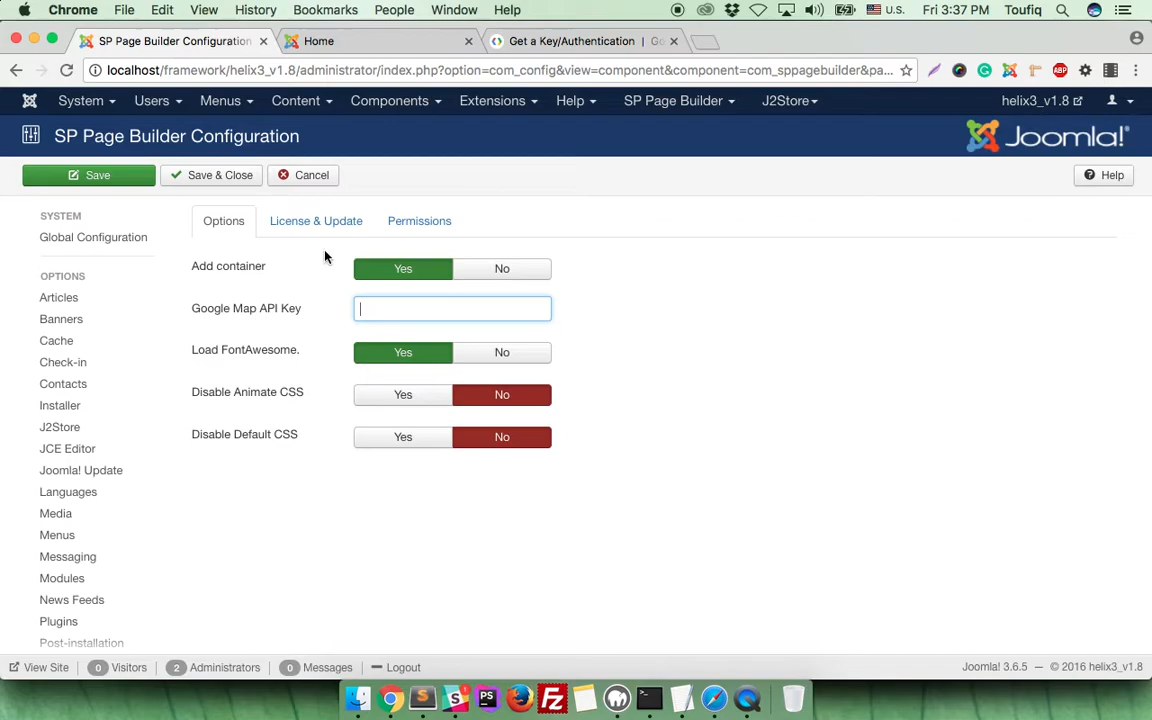 Chrome File Edit View History Bookmarks People Window Help U.S. Fri 3:37 PM Toufiq
SP Page Builder Configuration Home Get a Key/Authentication | Go
localhost/framework/helix3_v1.8/administrator/index.php?option=com_config&view=component&component=com_sppagebuilder&pa...
System Users Menus Content Components Extensions Help SP Page Builder J2Store helix3_v1.8
SP Page Builder Configuration Joomla!®
Save Save & Close Cancel Help
SYSTEM
Global Configuration
OPTIONS
Articles
Banners
Cache
Check-in
Contacts
Installer
J2Store
JCE Editor
Joomla! Update
Languages
Media
Menus
Messaging
Modules
News Feeds
Plugins
Post-installation
Options License & Update Permissions
Add container Yes No
Google Map API Key
Load FontAwesome. Yes No
Disable Animate CSS Yes No
Disable Default CSS Yes No
View Site 0 Visitors 2 Administrators 0 Messages Logout Joomla! 3.6.5 — © 2016 helix3_v1.8